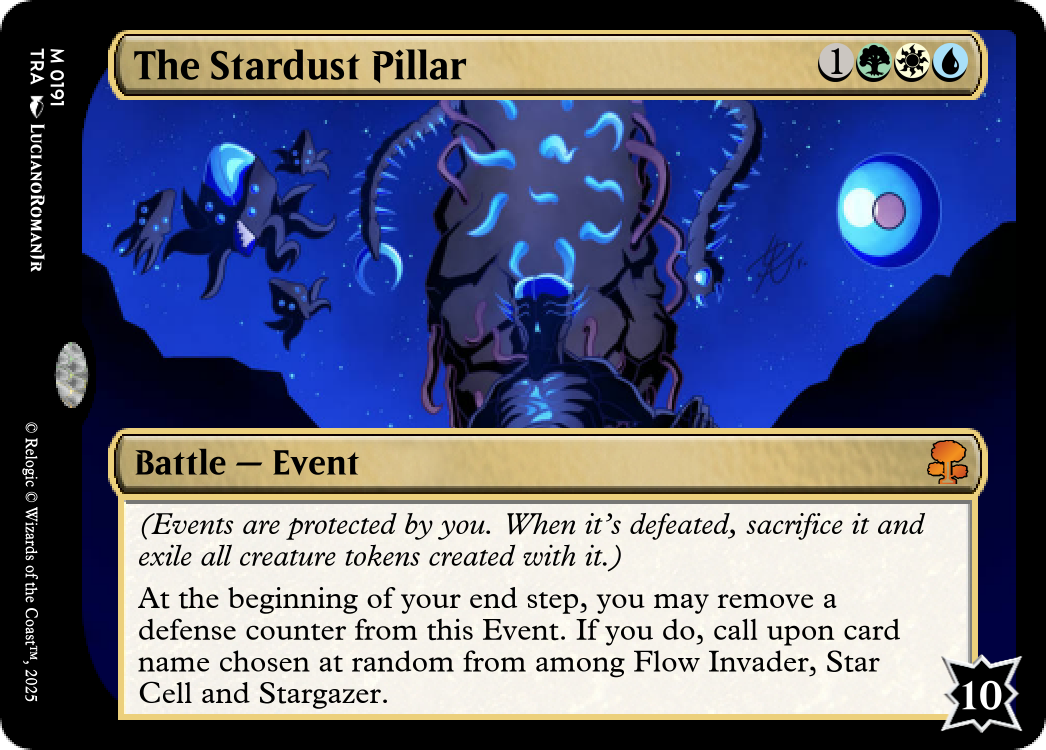 The Stardust Pillar
1
M 0191
TRA LUCIANOROMANJR
Battle — Event
(Events are protected by you. When it's defeated, sacrifice it and
exile all creature tokens created with it.)
At the beginning of your end step, you may remove a
defense counter from this Event. If you do, call upon card
name chosen at random from among Flow Invader, Star
Cell and Stargazer.
10
© Relogic © Wizards of the Coast™, 2025